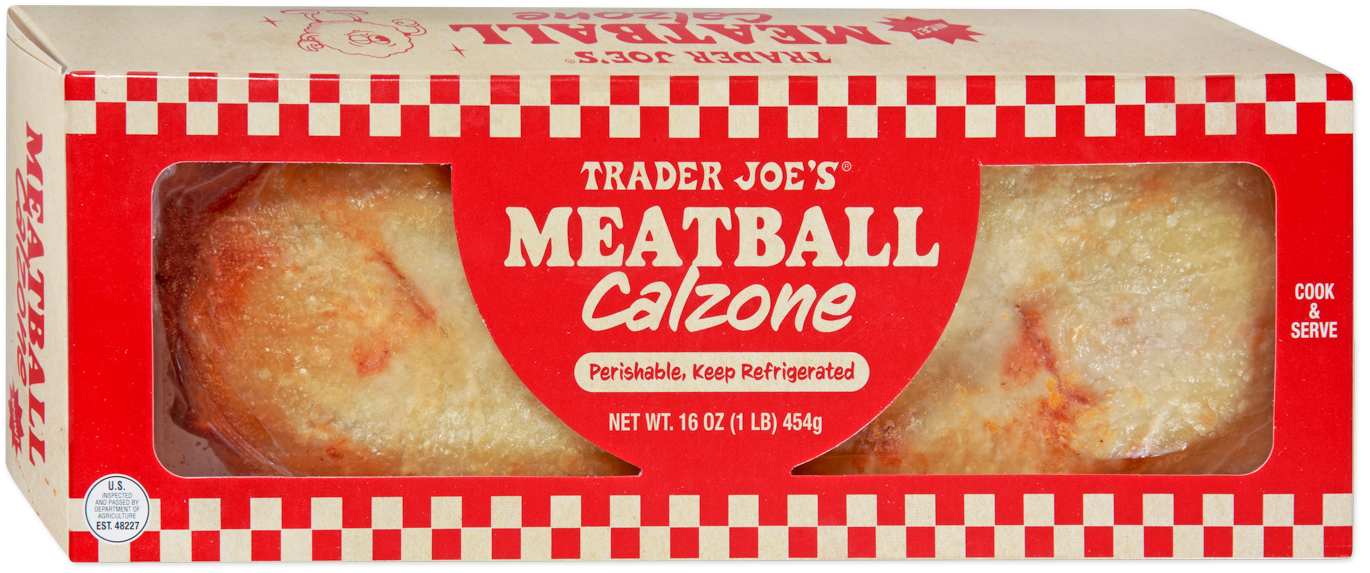 Calzone
MEATBALL
NICE!
TRADER JOE'S®
MEATBALL
Calzone
TRADER JOE'S®
MEATBALL
Calzone
Perishable, Keep Refrigerated
NET WT. 16 OZ (1 LB) 454g
COOK
&
SERVE
U.S.
INSPECTED
AND PASSED BY
DEPARTMENT OF
AGRICULTURE
EST. 48227